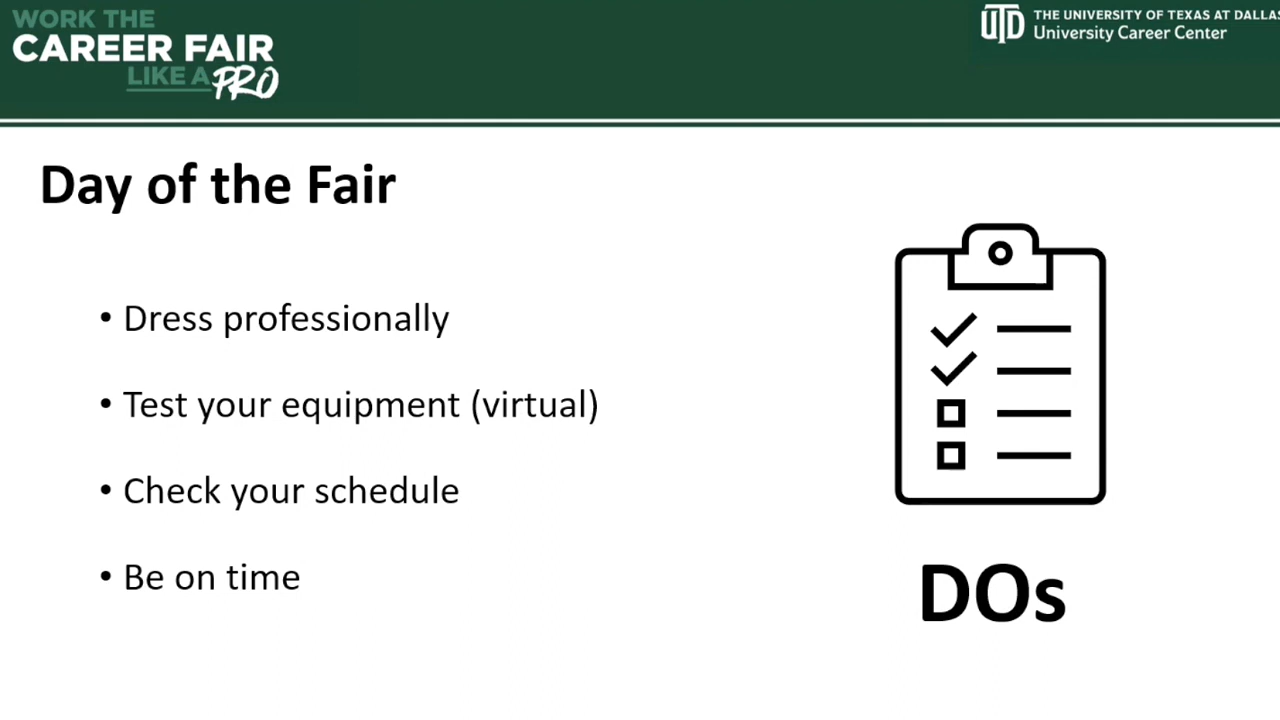 WORK THE
CAREER FAIR
LIKE A PRO
UTD
THE UNIVERSITY OF TEXAS AT DALLAS
University Career Center
Day of the Fair
• Dress professionally
• Test your equipment (virtual)
• Check your schedule
• Be on time
DOs